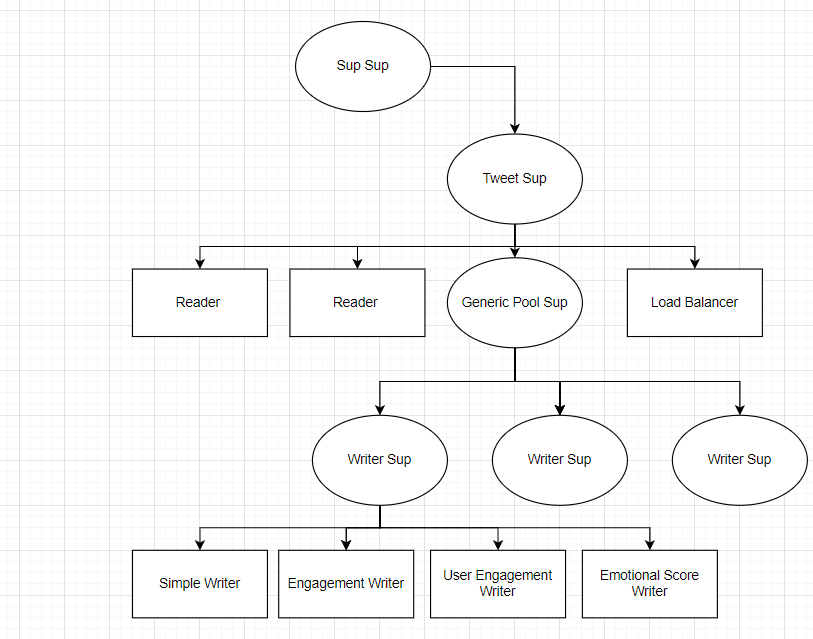 Sup Sup
Tweet Sup
Reader
Reader
Generic Pool Sup
Load Balancer
Writer Sup
Writer Sup
Writer Sup
Simple Writer
Engagement Writer
User Engagement
Writer
Emotional Score
Writer